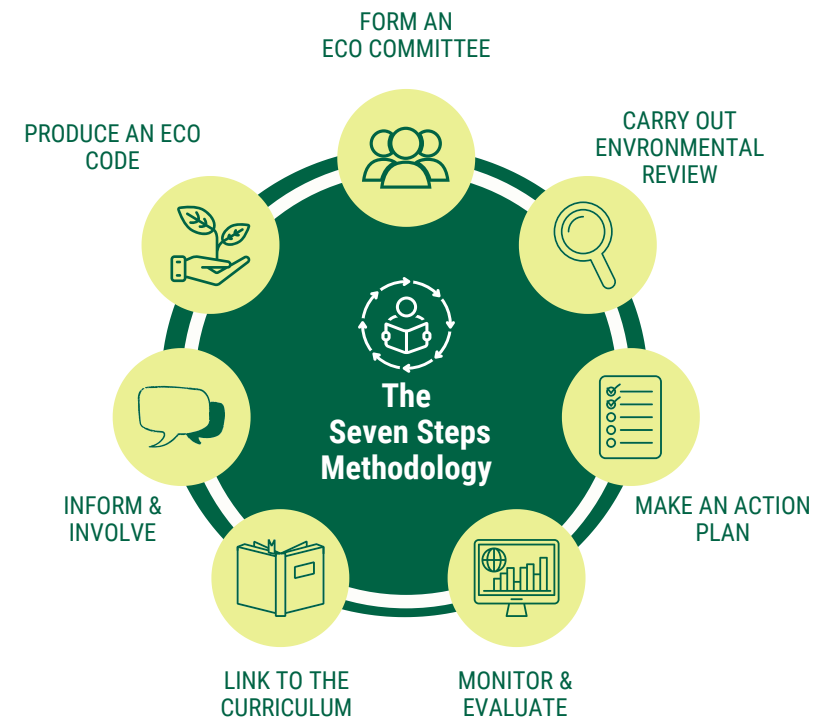 FORM AN
ECO COMMITTEE
CARRY OUT
ENVRONMENTAL
REVIEW
MAKE AN ACTION
PLAN
MONITOR &
EVALUATE
LINK TO THE
CURRICULUM
INFORM &
INVOLVE
PRODUCE AN ECO
CODE
The
Seven Steps
Methodology